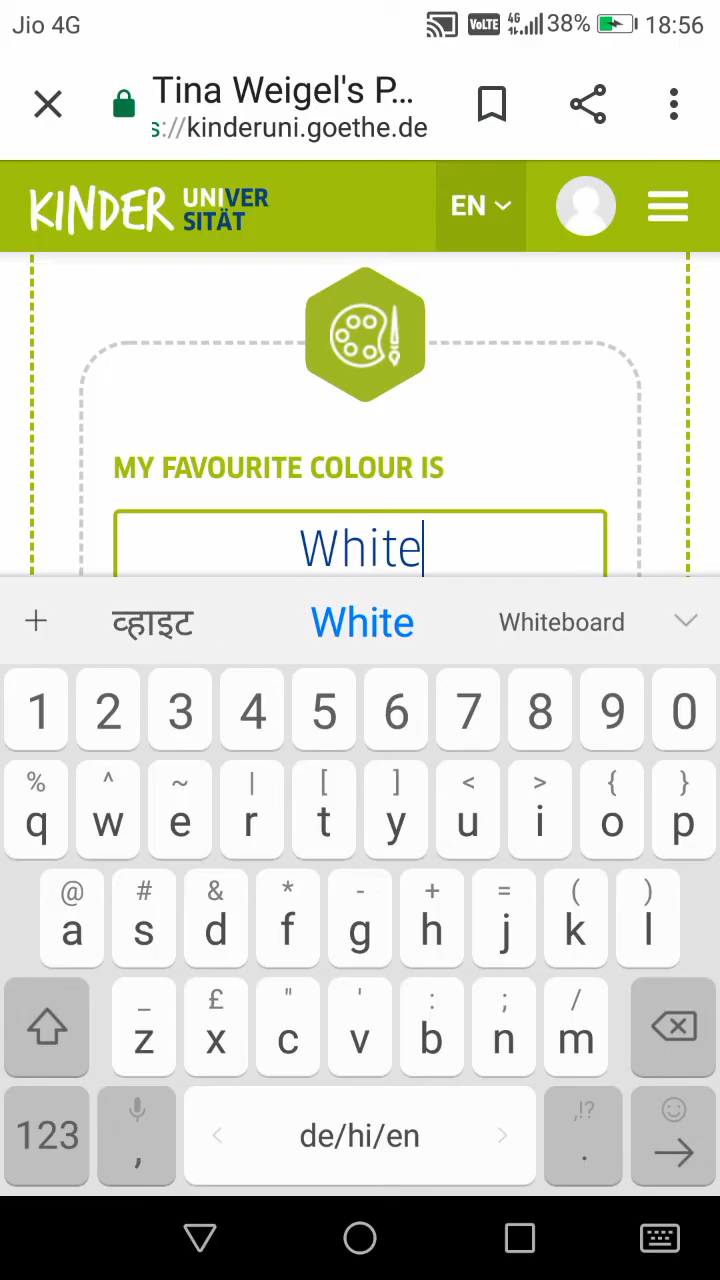 Jio 4G VoLTE 4G 38% 18:56
Tina Weigel's P...
s://kinderuni.goethe.de
KINDER UNIVER
SITÄT
EN
MY FAVOURITE COLOUR IS
White
+ व्हाइट White Whiteboard
1 2 3 4 5 6 7 8 9 0
% ^ ~ | [ ] < > { }
q w e r t y u i o p
@ # & * - + = ( )
a s d f g h j k l
_ £ " ' : ; /
z x c v b n m
,!?
123 , de/hi/en .